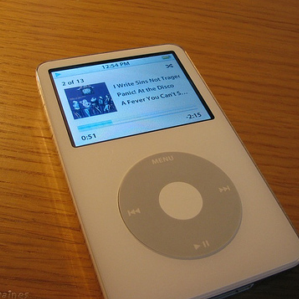 12:54 PM
2 of 13
I Write Sins Not Traged
Panic! At the Disco
A Fever You Can't S...
0:51
-2:15
MENU